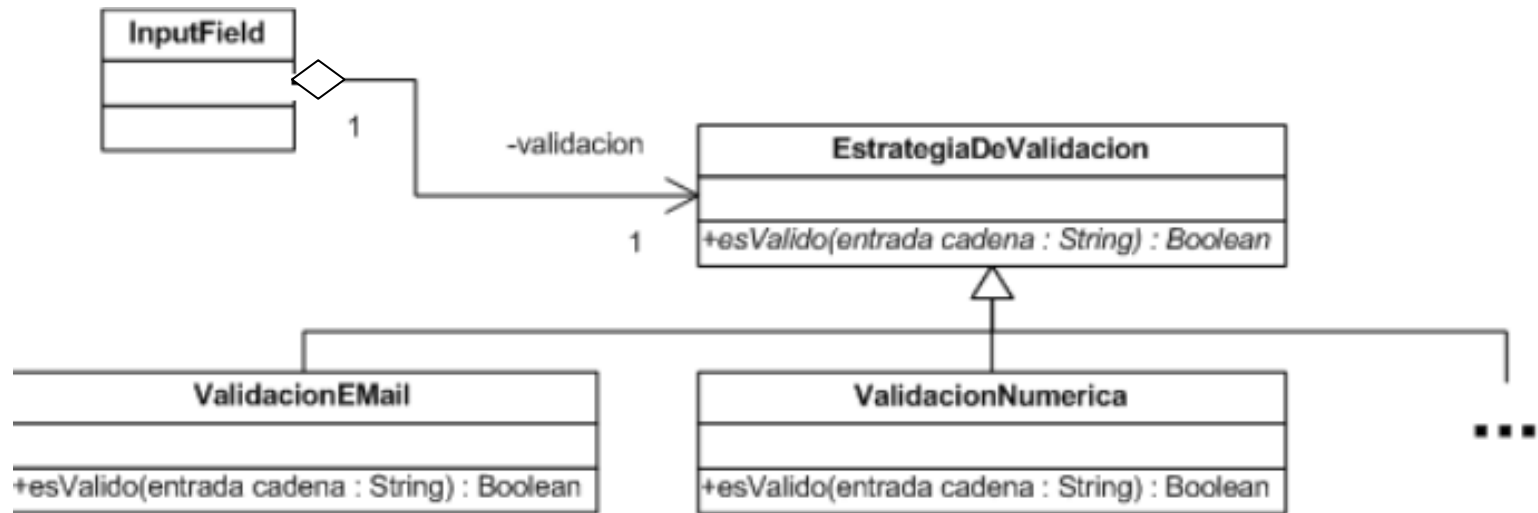 InputField
1
-validacion
EstrategiaDeValidacion
1
+esValido(entrada cadena : String) : Boolean
ValidacionEMail
ValidacionNumerica
...
+esValido(entrada cadena : String) : Boolean
+esValido(entrada cadena : String) : Boolean